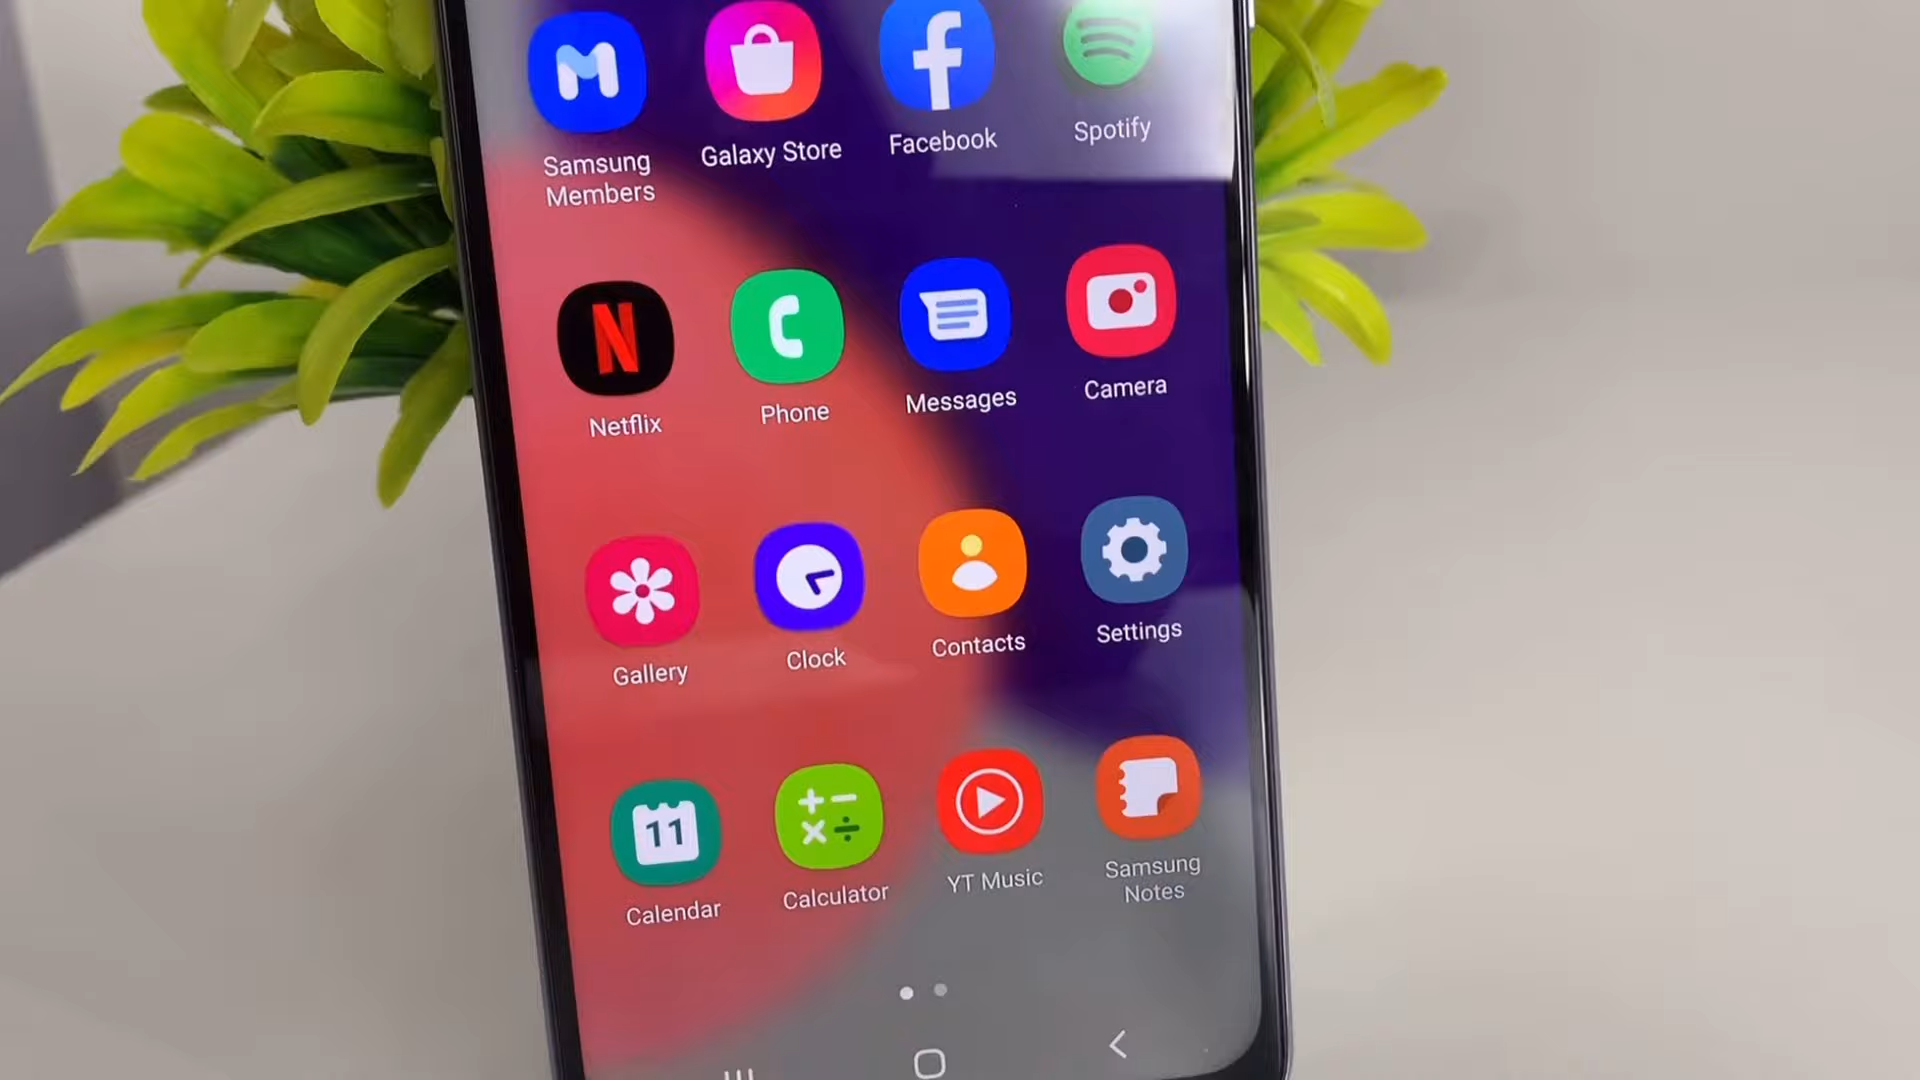 Samsung
Members
Galaxy Store
Facebook
Spotify
N
Netflix
Phone
Messages
Camera
Gallery
Clock
Contacts
Settings
11
Calendar
Calculator
YT Music
Samsung
Notes